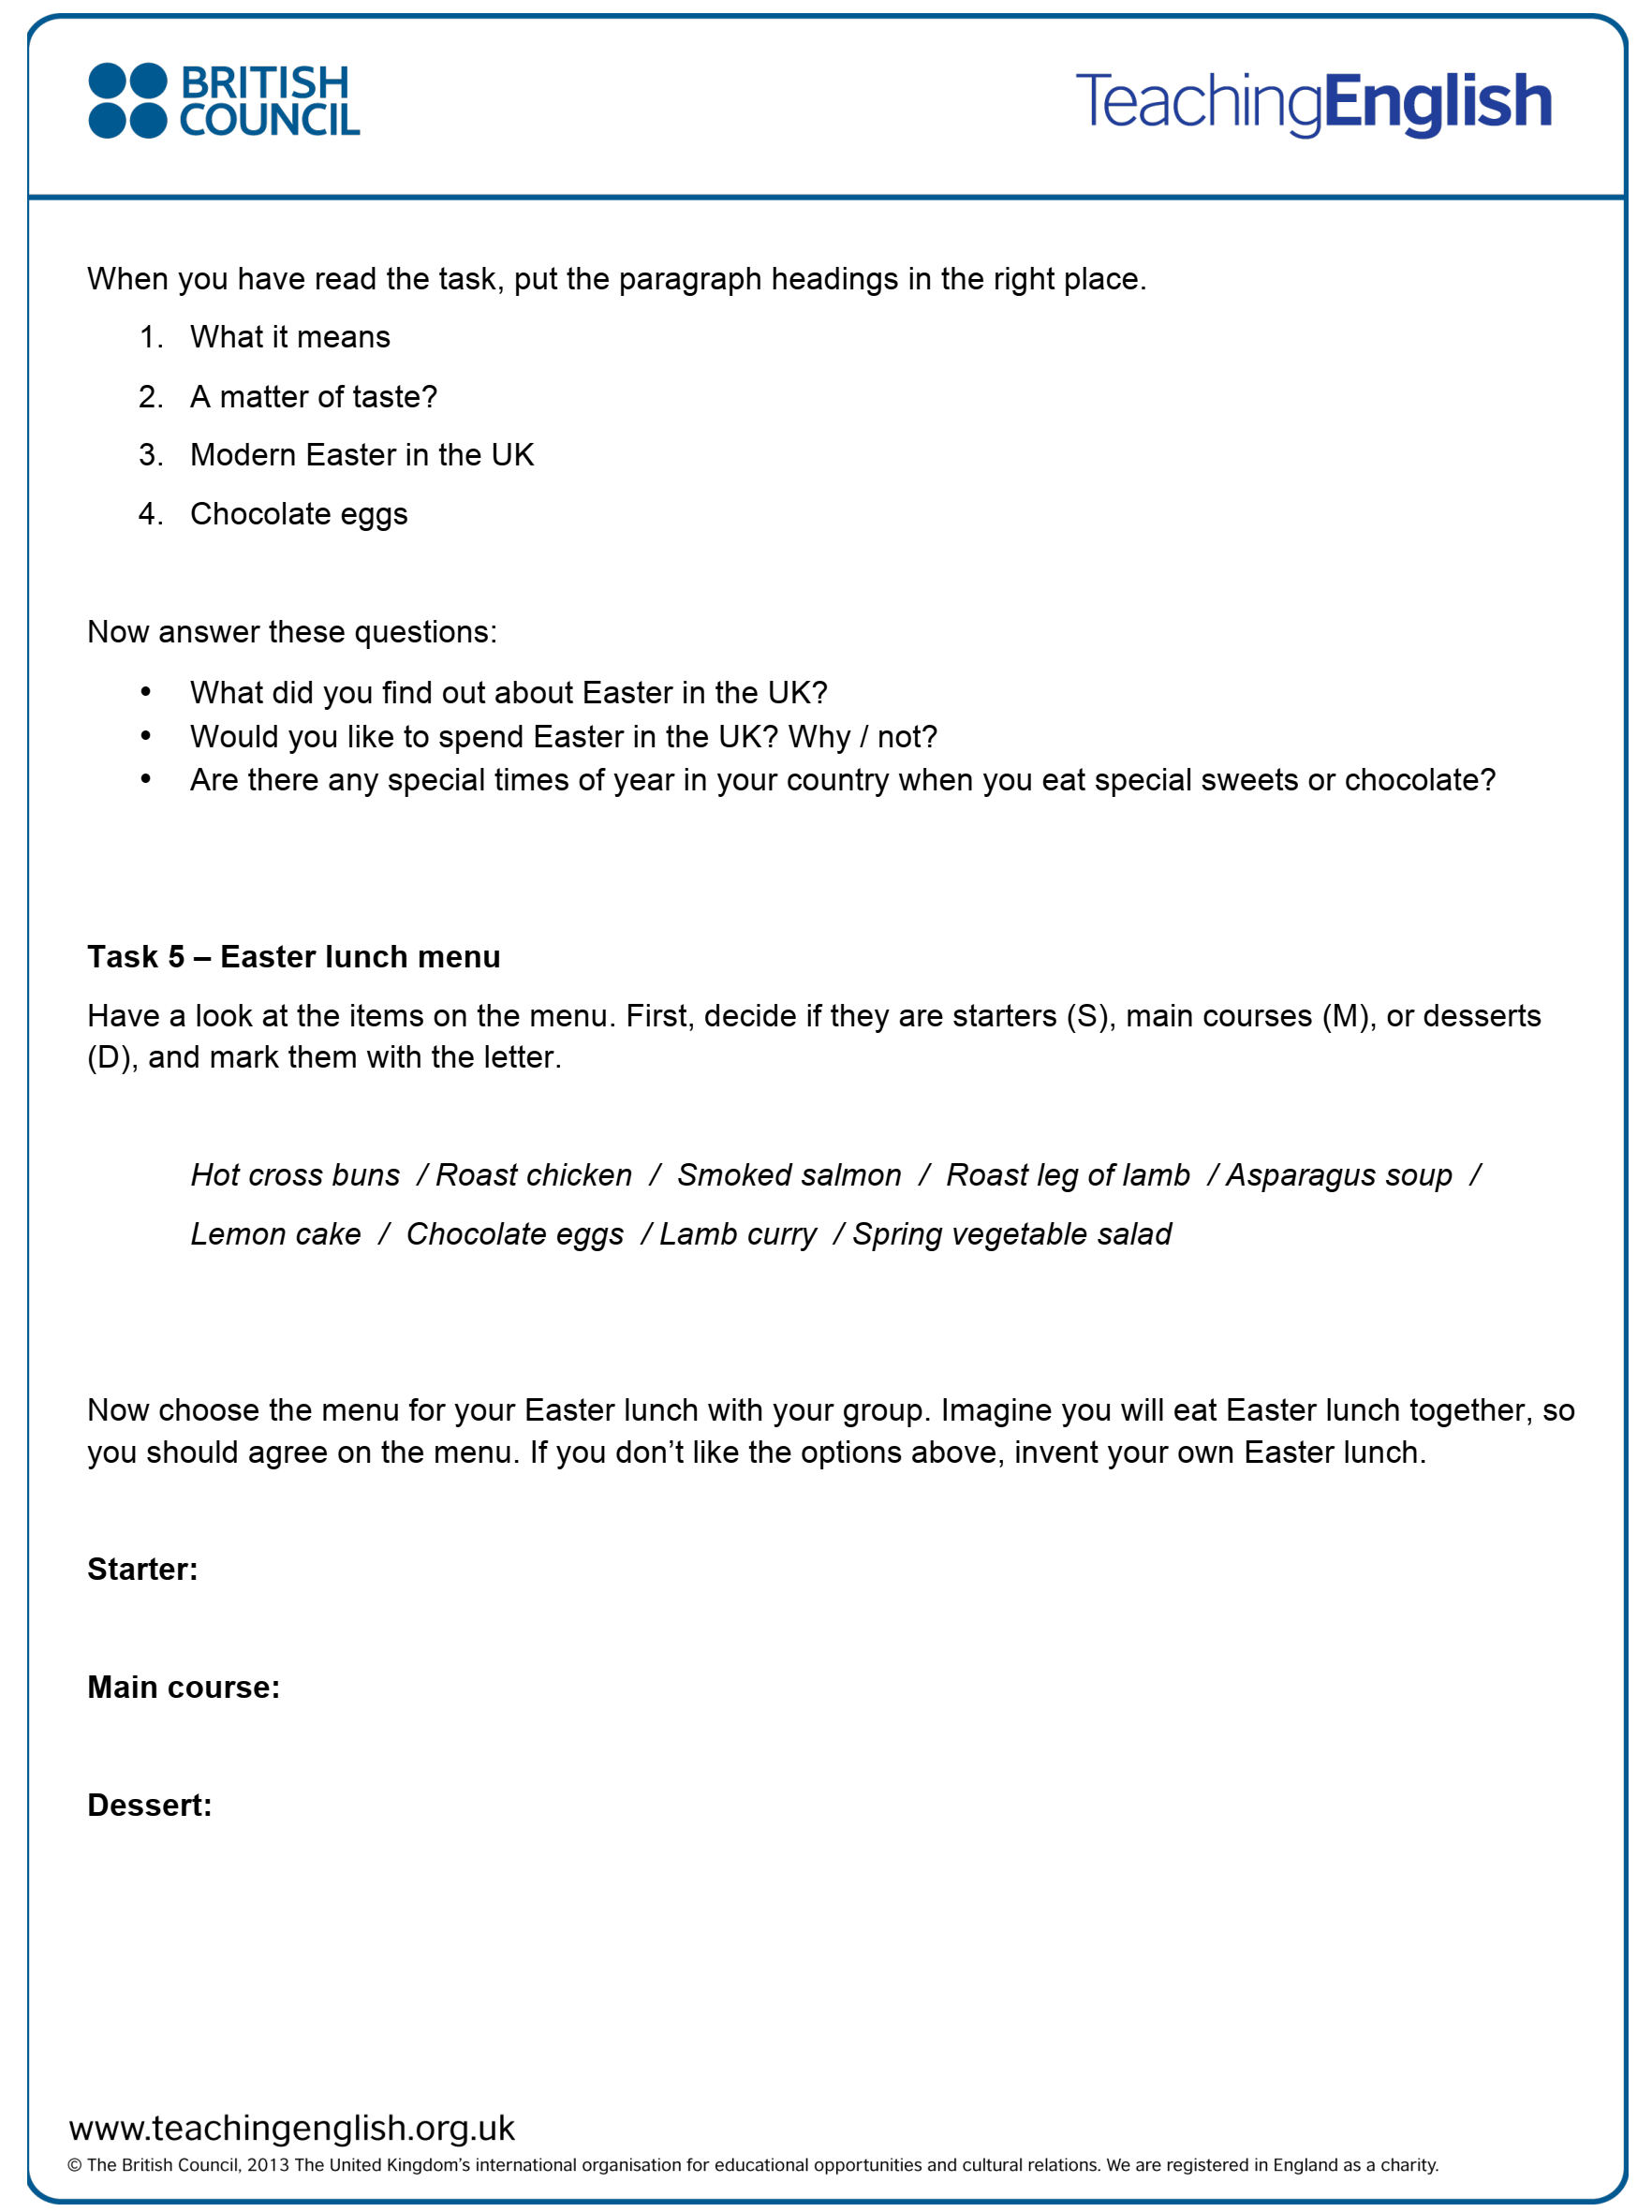 BRITISH
COUNCIL
TeachingEnglish
When you have read the task, put the paragraph headings in the right place.
1. What it means
2. A matter of taste?
3. Modern Easter in the UK
4. Chocolate eggs
Now answer these questions:
• What did you find out about Easter in the UK?
• Would you like to spend Easter in the UK? Why / not?
• Are there any special times of year in your country when you eat special sweets or chocolate?
Task 5 – Easter lunch menu
Have a look at the items on the menu. First, decide if they are starters (S), main courses (M), or desserts
(D), and mark them with the letter.
Hot cross buns / Roast chicken / Smoked salmon / Roast leg of lamb / Asparagus soup /
Lemon cake / Chocolate eggs / Lamb curry / Spring vegetable salad
Now choose the menu for your Easter lunch with your group. Imagine you will eat Easter lunch together, so
you should agree on the menu. If you don’t like the options above, invent your own Easter lunch.
Starter:
Main course:
Dessert:
www.teachingenglish.org.uk
© The British Council, 2013 The United Kingdom’s international organisation for educational opportunities and cultural relations. We are registered in England as a charity.